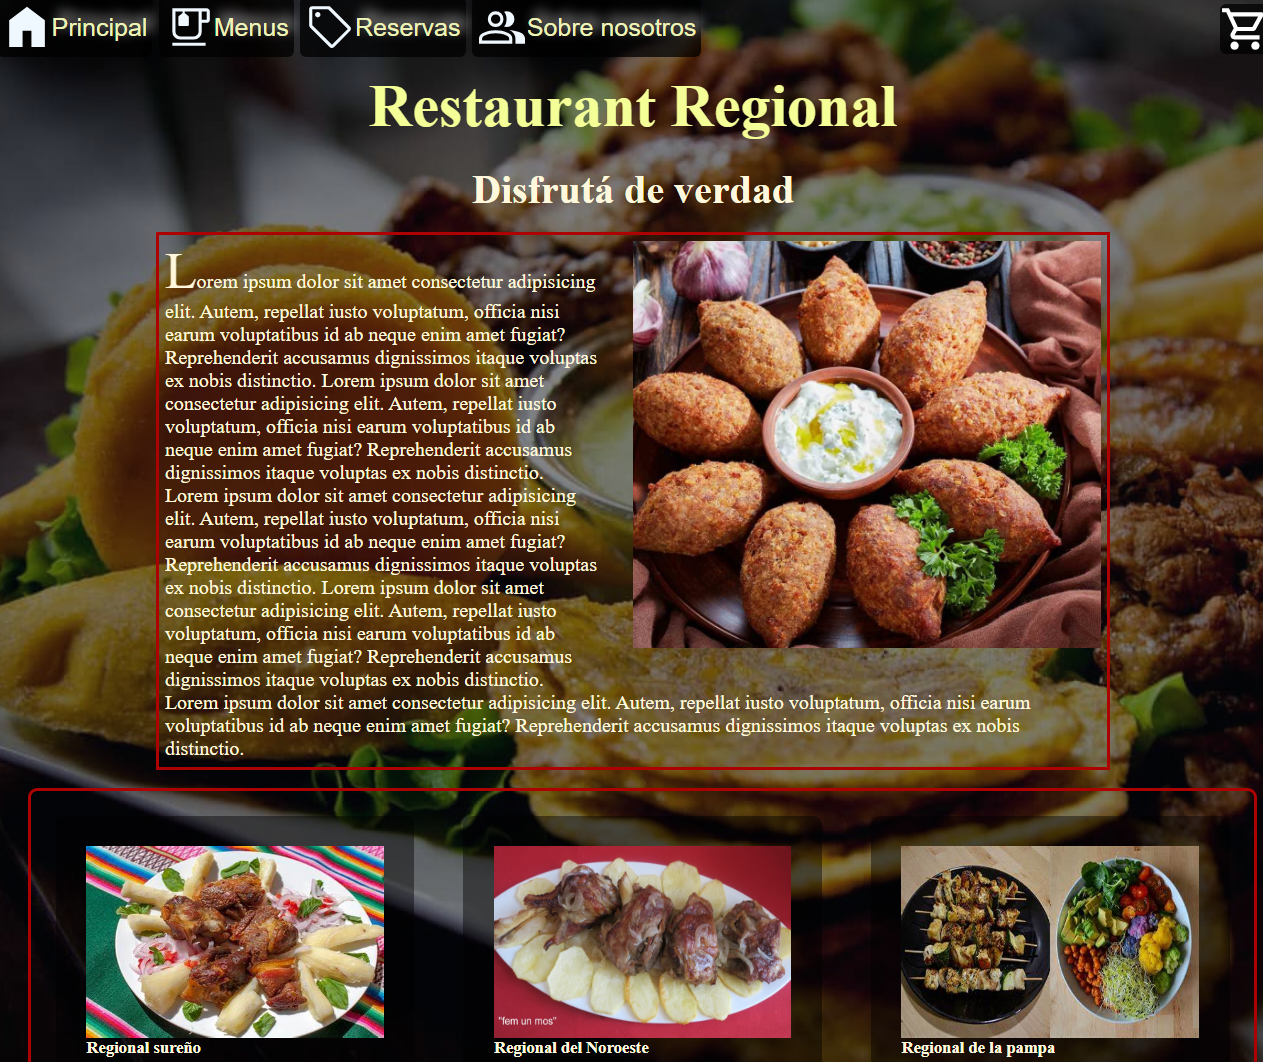 Principal Menus Reservas Sobre nosotros
Restaurant Regional
Disfrutá de verdad
Lorem ipsum dolor sit amet consectetur adipisicing
elit. Autem, repellat iusto voluptatum, officia nisi
earum voluptatibus id ab neque enim amet fugiat?
Reprehenderit accusamus dignissimos itaque voluptas
ex nobis distinctio. Lorem ipsum dolor sit amet
consectetur adipisicing elit. Autem, repellat iusto
voluptatum, officia nisi earum voluptatibus id ab
neque enim amet fugiat? Reprehenderit accusamus
dignissimos itaque voluptas ex nobis distinctio.
Lorem ipsum dolor sit amet consectetur adipisicing
elit. Autem, repellat iusto voluptatum, officia nisi
earum voluptatibus id ab neque enim amet fugiat?
Reprehenderit accusamus dignissimos itaque voluptas
ex nobis distinctio. Lorem ipsum dolor sit amet
consectetur adipisicing elit. Autem, repellat iusto
voluptatum, officia nisi earum voluptatibus id ab
neque enim amet fugiat? Reprehenderit accusamus
dignissimos itaque voluptas ex nobis distinctio.
Lorem ipsum dolor sit amet consectetur adipisicing elit. Autem, repellat iusto voluptatum, officia nisi earum
voluptatibus id ab neque enim amet fugiat? Reprehenderit accusamus dignissimos itaque voluptas ex nobis
distinctio.
"fem un mos"
Regional sureño
Regional del Noroeste
Regional de la pampa